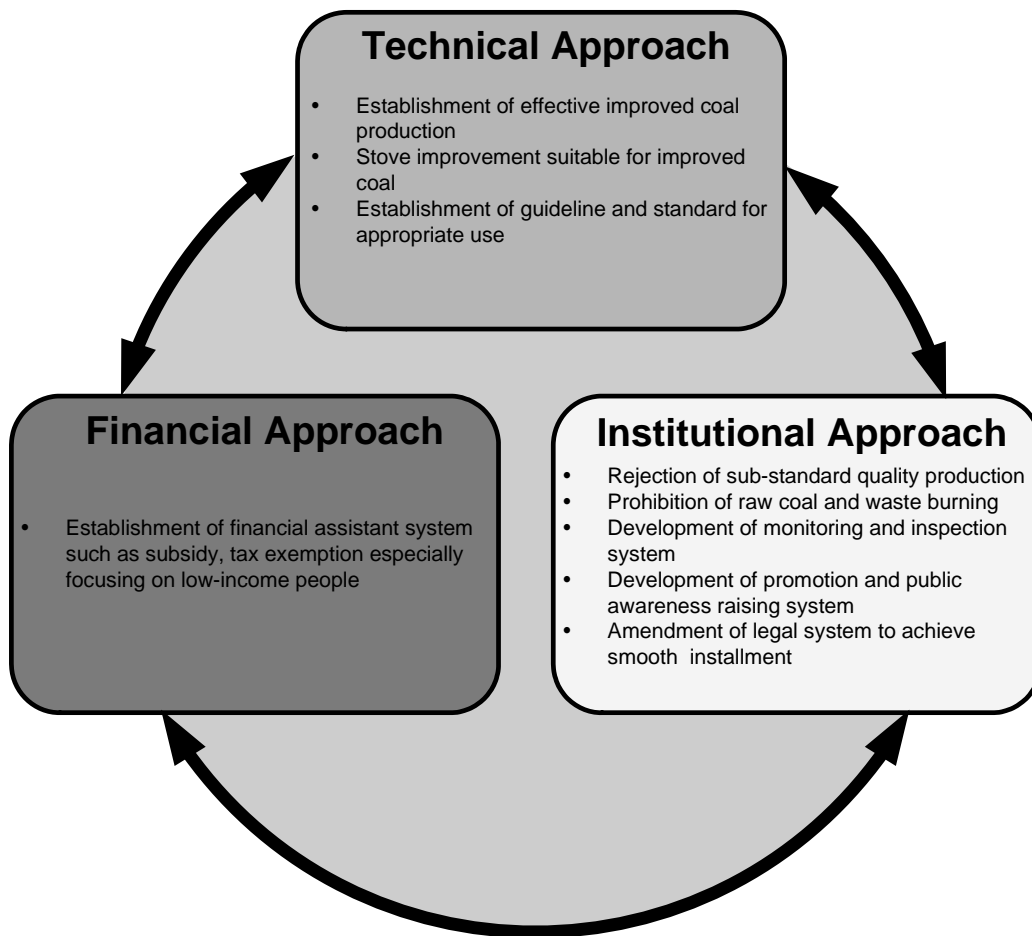 Technical Approach
• Establishment of effective improved coal
production
• Stove improvement suitable for improved
coal
• Establishment of guideline and standard for
appropriate use
Financial Approach
• Establishment of financial assistant system
such as subsidy, tax exemption especially
focusing on low-income people
Institutional Approach
• Rejection of sub-standard quality production
• Prohibition of raw coal and waste burning
• Development of monitoring and inspection
system
• Development of promotion and public
awareness raising system
• Amendment of legal system to achieve
smooth  installment